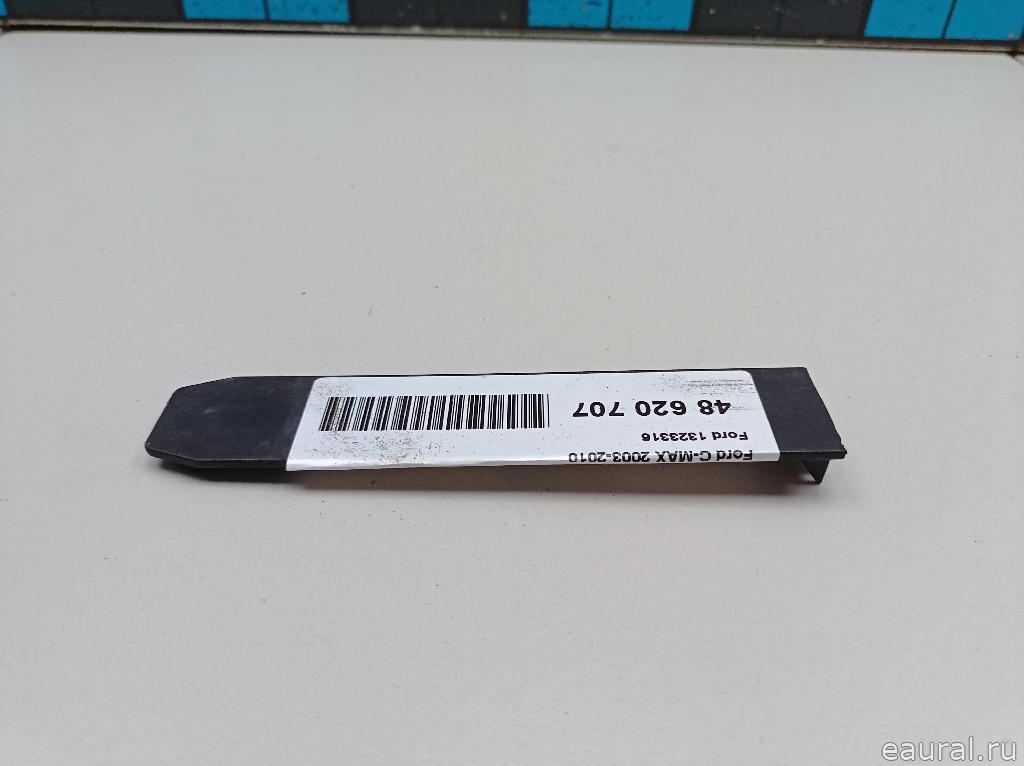 48 620 707
Ford 1323316
Ford C-MAX 2003-2010
eaural.ru